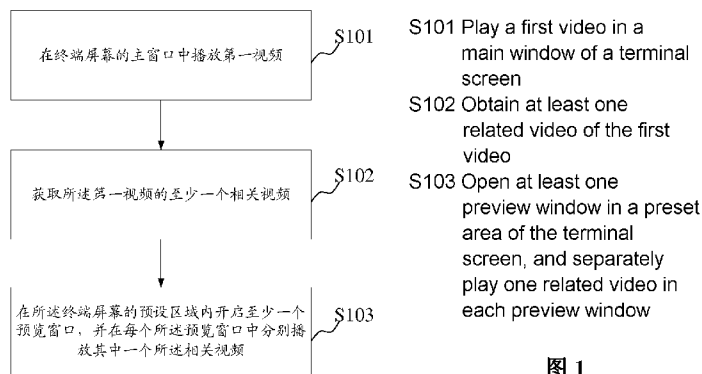 在终端屏幕的主窗口中播放第一视频
S101
获取所述第一视频的至少一个相关视频
S102
在所述终端屏幕的预设区域内开启至少一个
预览窗口，并在每个所述预览窗口中分别播
放其中一个所述相关视频
S103
S101 Play a first video in a
main window of a terminal
screen
S102 Obtain at least one
related video of the first
video
S103 Open at least one
preview window in a preset
area of the terminal
screen, and separately
play one related video in
each preview window
图 1